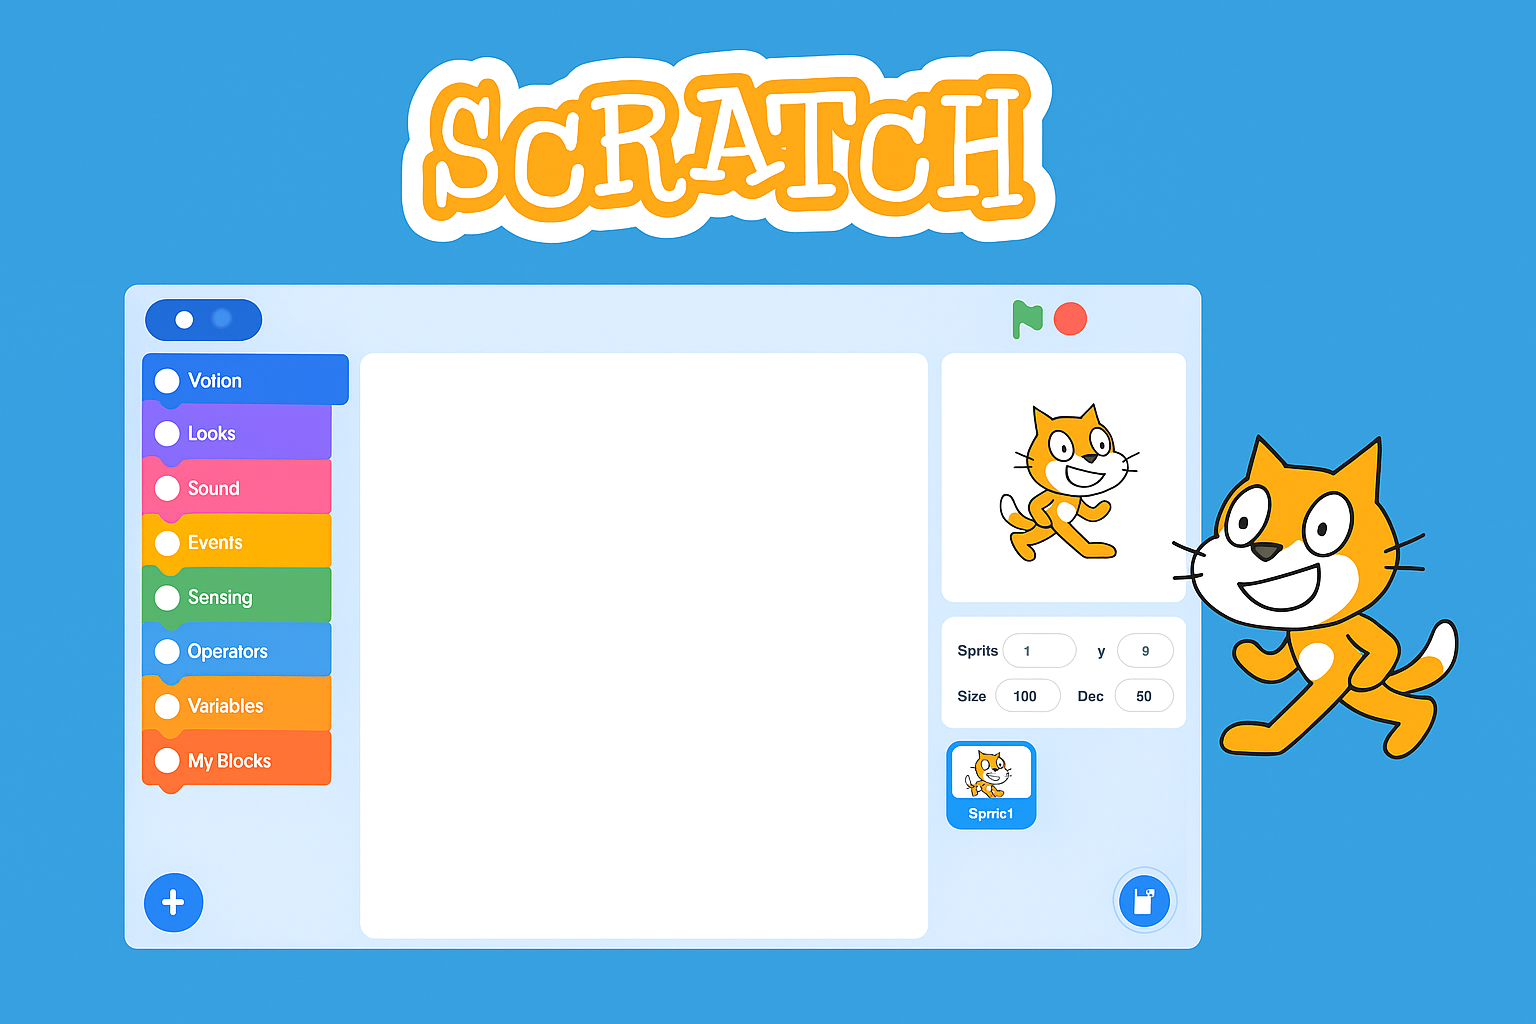 SCRATCH
Votion
Looks
Sound
Events
Sensing
Operators
Variables
My Blocks
Sprits 1 y 9
Size 100 Dec 50
Sprric1